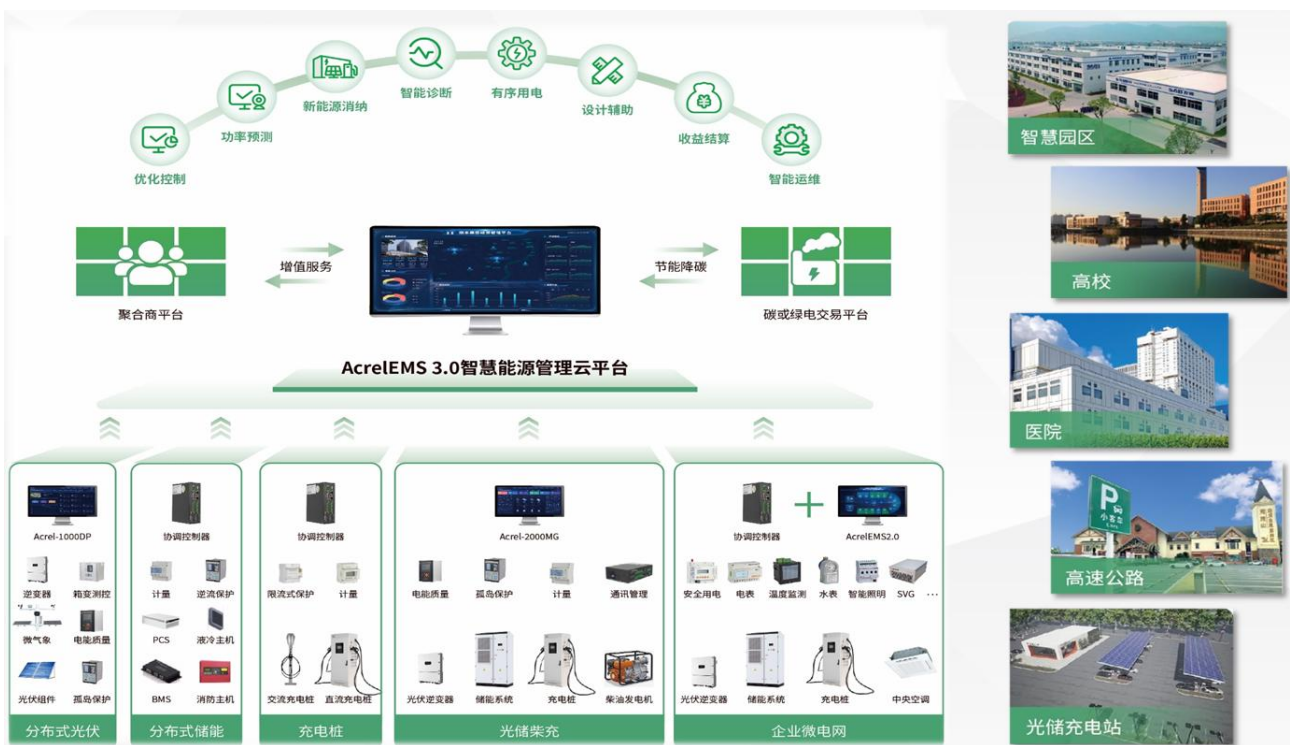 优化控制
功率预测
新能源消纳
智能诊断
有序用电
设计辅助
收益结算
智能运维
聚合商平台
增值服务
节能降碳
碳或绿电交易平台
AcrelEMS 3.0智慧能源管理云平台
Acrel-1000DP
逆变器 箱变测控
微气象 电能质量
光伏组件 孤岛保护
分布式光伏
协调控制器
计量 逆流保护
PCS 液冷主机
BMS 消防主机
分布式储能
协调控制器
限流式保护 计量
交流充电桩 直流充电桩
充电桩
Acrel-2000MG
电能质量 孤岛保护 计量 通讯管理
光伏逆变器 储能系统 充电桩 柴油发电机
光储柴充
协调控制器 + AcrelEMS2.0
安全用电 电表 温度监测 水表 智能照明 SVG ...
光伏逆变器 储能系统 充电桩 中央空调
企业微电网
智慧园区
高校
医院
P
小客车
高速公路
光储充电站